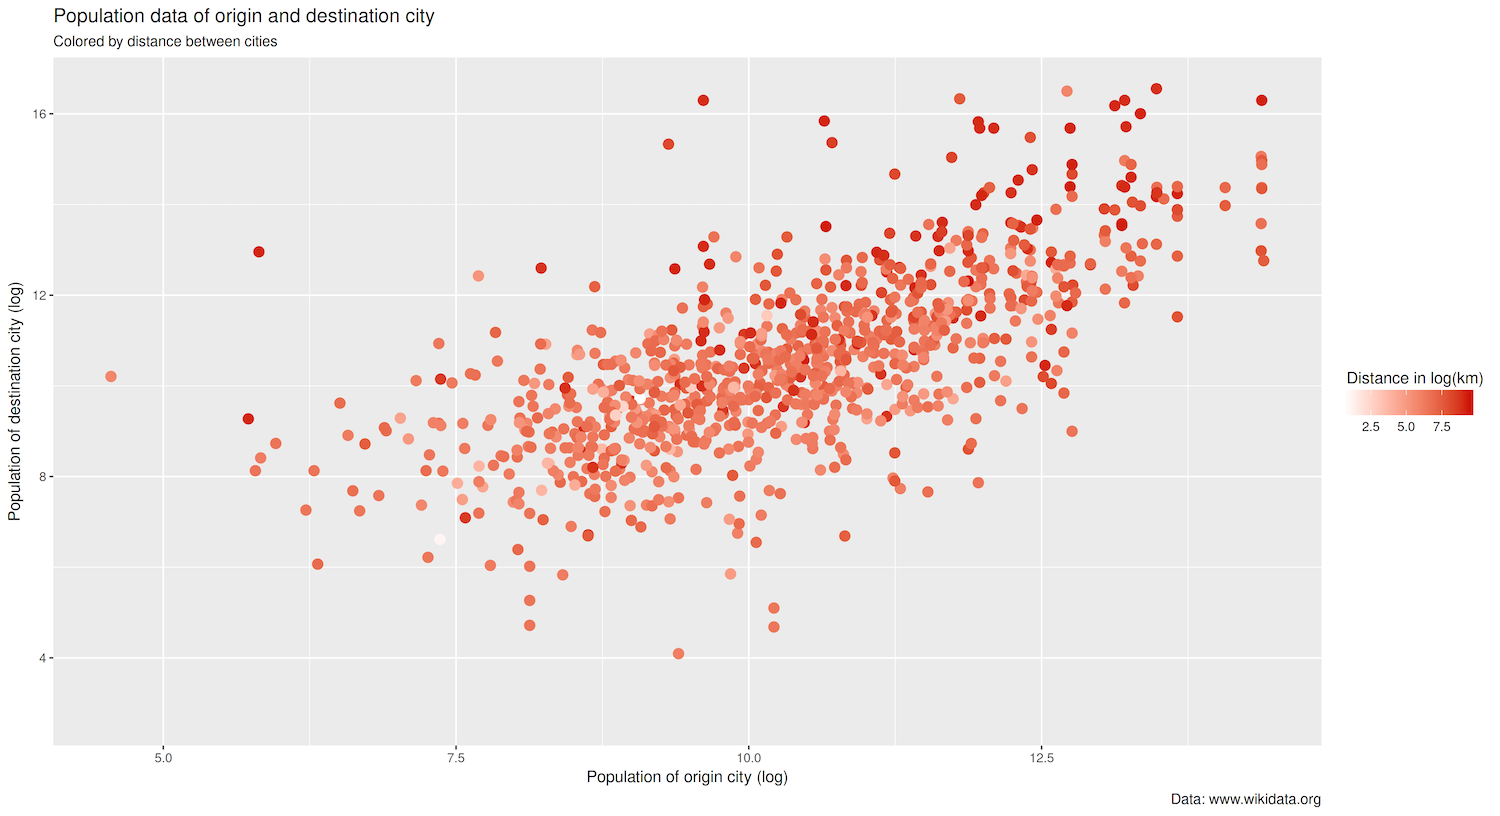 Population data of origin and destination city
Colored by distance between cities
16
12
8
4
Population of destination city (log)
5.0
7.5
10.0
12.5
Population of origin city (log)
Distance in log(km)
2.5 5.0 7.5
Data: www.wikidata.org